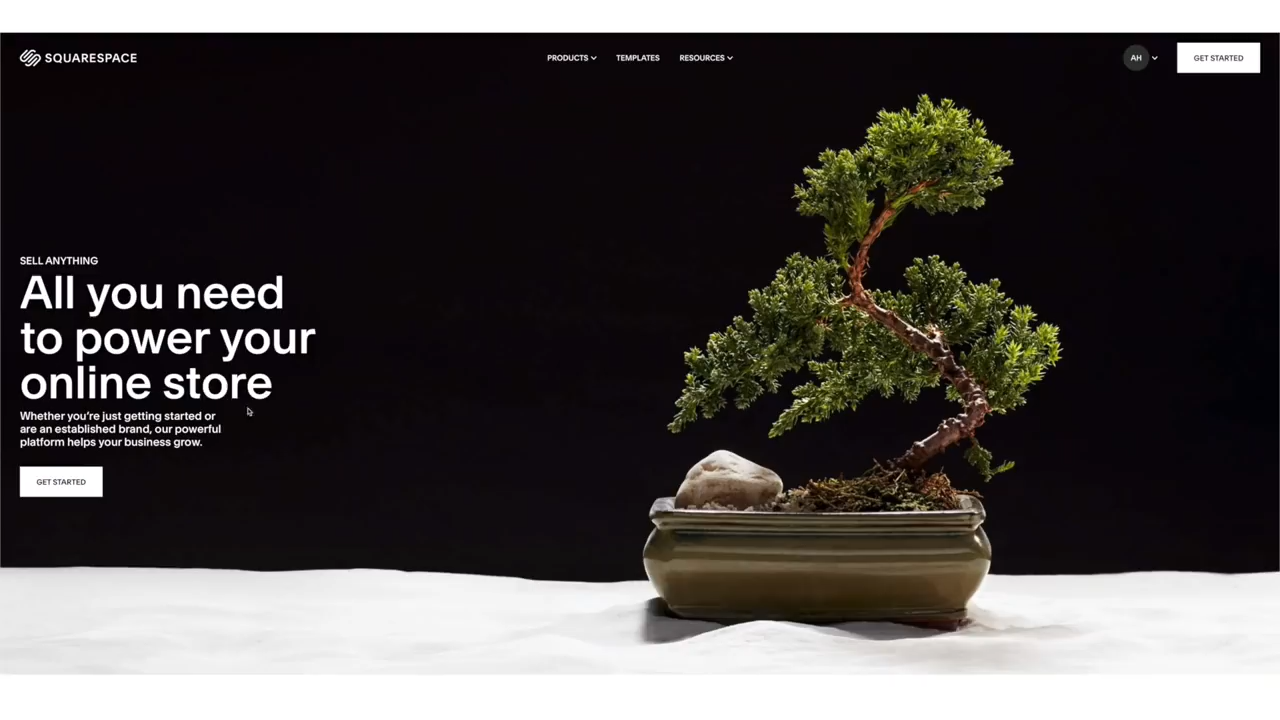 SQUARESPACE
PRODUCTS
TEMPLATES
RESOURCES
AH
GET STARTED
SELL ANYTHING
All you need
to power your
online store
Whether you're just getting started or
are an established brand, our powerful
platform helps your business grow.
GET STARTED